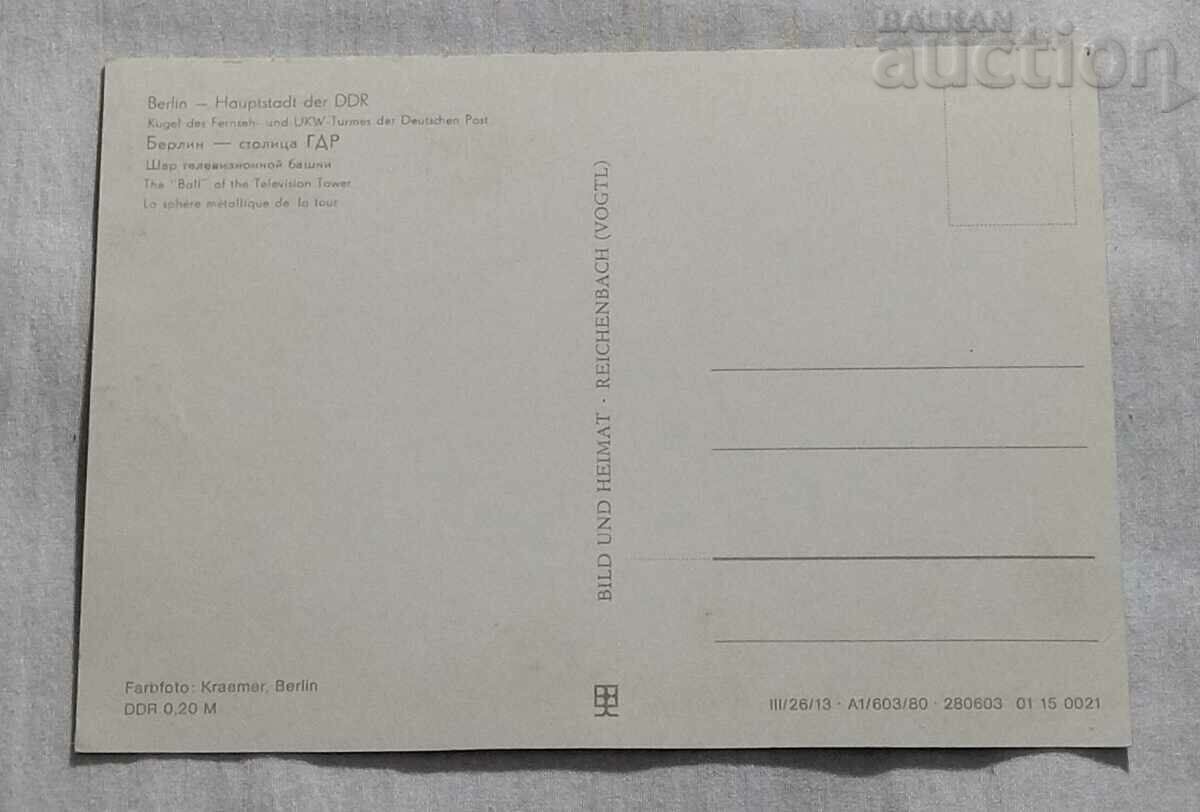 BALKAN
auction
Berlin — Hauptstadt der DDR
Kugel des Fernseh- und UKW-Turmes der Deutschen Post
Берлин — столица ГДР
Шар телевизионной башни
The "Ball" of the Television Tower
La sphère métallique de la tour
BILD UND HEIMAT · REICHENBACH (VOGTL)
Farbfoto: Kraemer, Berlin
DDR 0,20 M
III/26/13 · A1/603/80 · 280603 01 15 0021